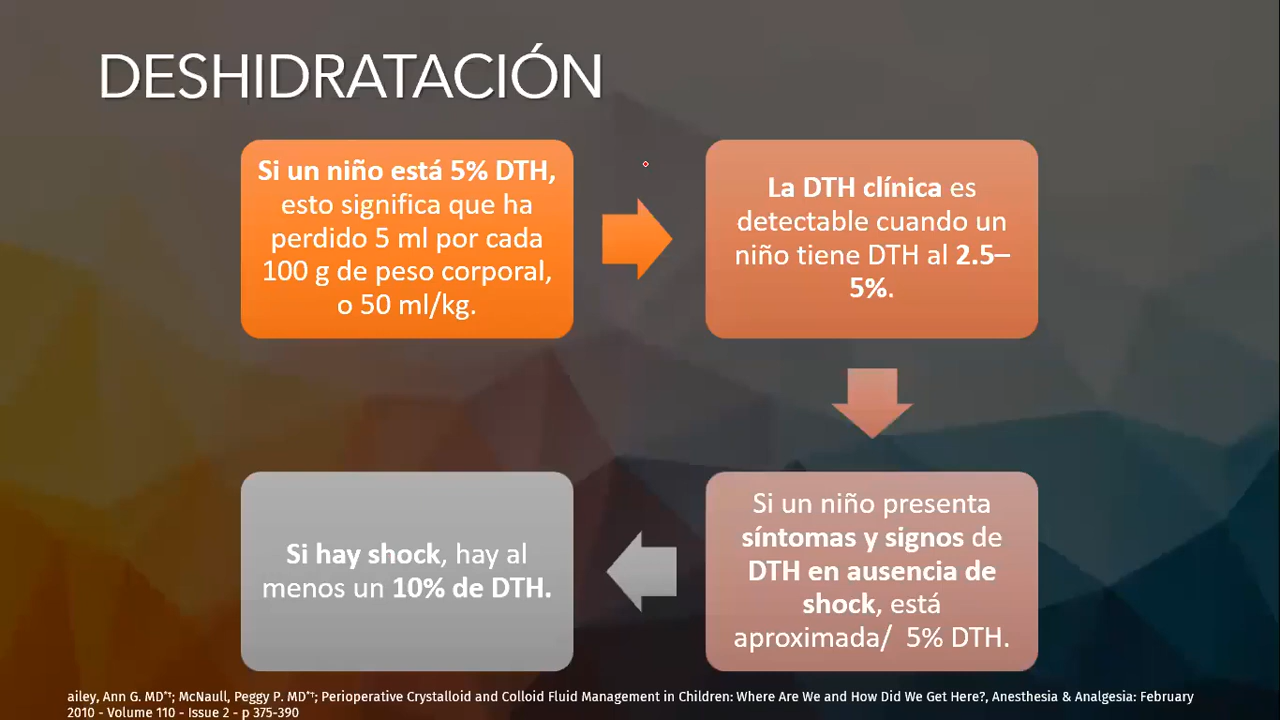 DESHIDRATACIÓN
Si un niño está 5% DTH,
esto significa que ha
perdido 5 ml por cada
100 g de peso corporal,
o 50 ml/kg.
La DTH clínica es
detectable cuando un
niño tiene DTH al 2.5–
5%.
Si un niño presenta
síntomas y signos de
DTH en ausencia de
shock, está
aproximada/ 5% DTH.
Si hay shock, hay al
menos un 10% de DTH.
ailey, Ann G. MD*†; McNaull, Peggy P. MD*†; Perioperative Crystalloid and Colloid Fluid Management in Children: Where Are We and How Did We Get Here?, Anesthesia & Analgesia: February
2010 - Volume 110 - Issue 2 - p 375-390